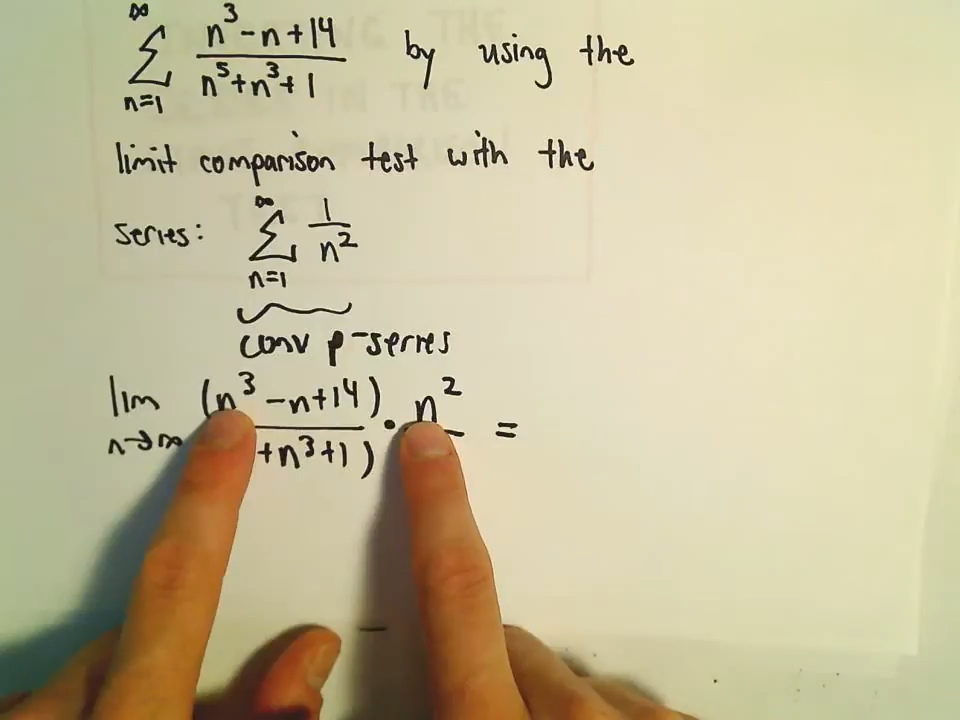 ∞
∑ n³ - n + 14 / n⁵ + n³ + 1 by using the
n=1
limit comparison test with the
∞
series: ∑ 1/n²
n=1
conv p-series
lim (n³ - n + 14) / + n³ + 1) · n² =
n→∞